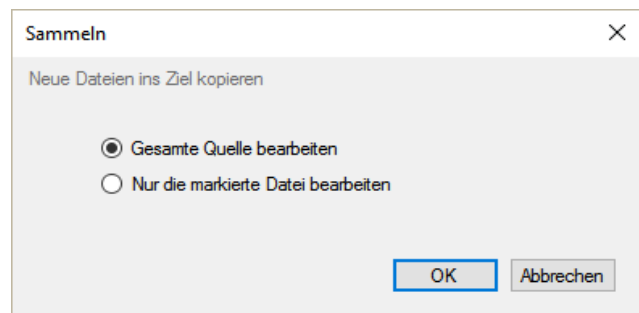 Sammeln
Neue Dateien ins Ziel kopieren
Gesamte Quelle bearbeiten
Nur die markierte Datei bearbeiten
OK Abbrechen